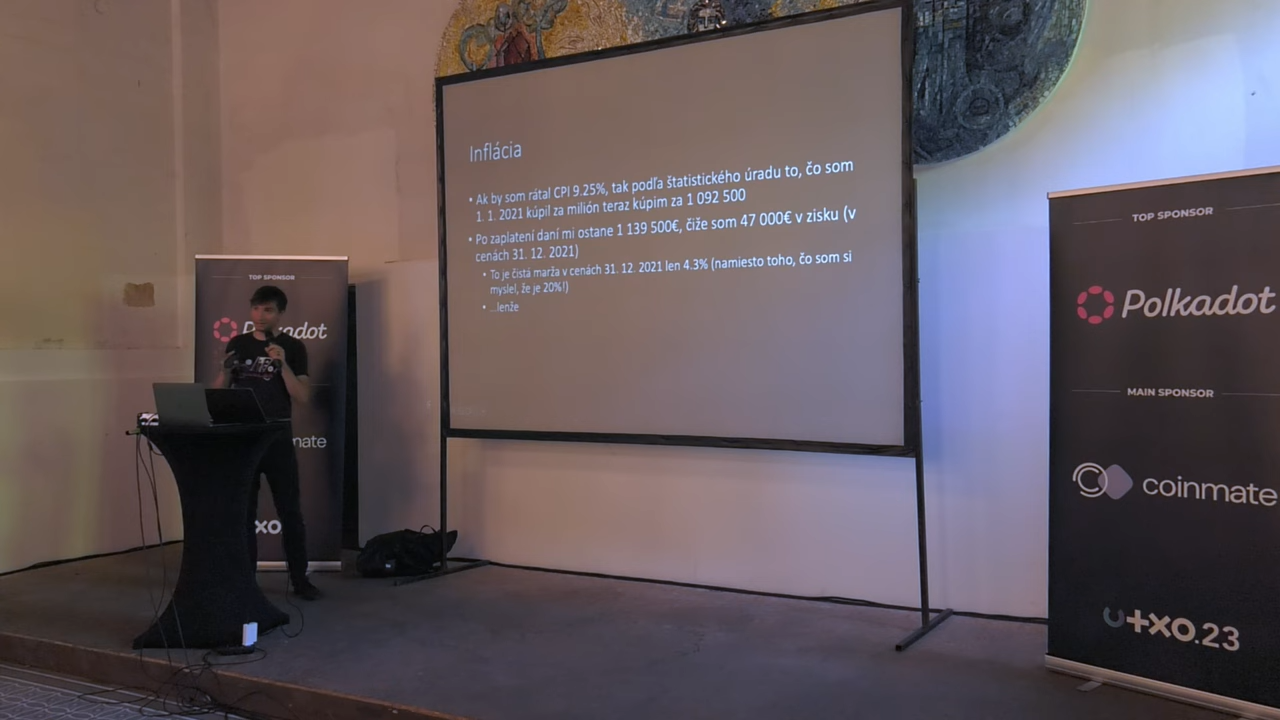 Inflácia
• Ak by som rátal CPI 9.25%, tak podľa štatistického úradu to, čo som
1. 1. 2021 kúpil za milión teraz kúpim za 1 092 500
• Po zaplatení daní mi ostane 1 139 500€, čiže som 47 000€ v zisku (v
cenách 31. 12. 2021)
• To je čistá marža v cenách 31. 12. 2021 len 4.3% (namiesto toho, čo som si
myslel, že je 20%!)
• ...lenže
TOP SPONSOR
Polkadot
mate
xo
TOP SPONSOR
Polkadot
MAIN SPONSOR
coinmate
utxo.23